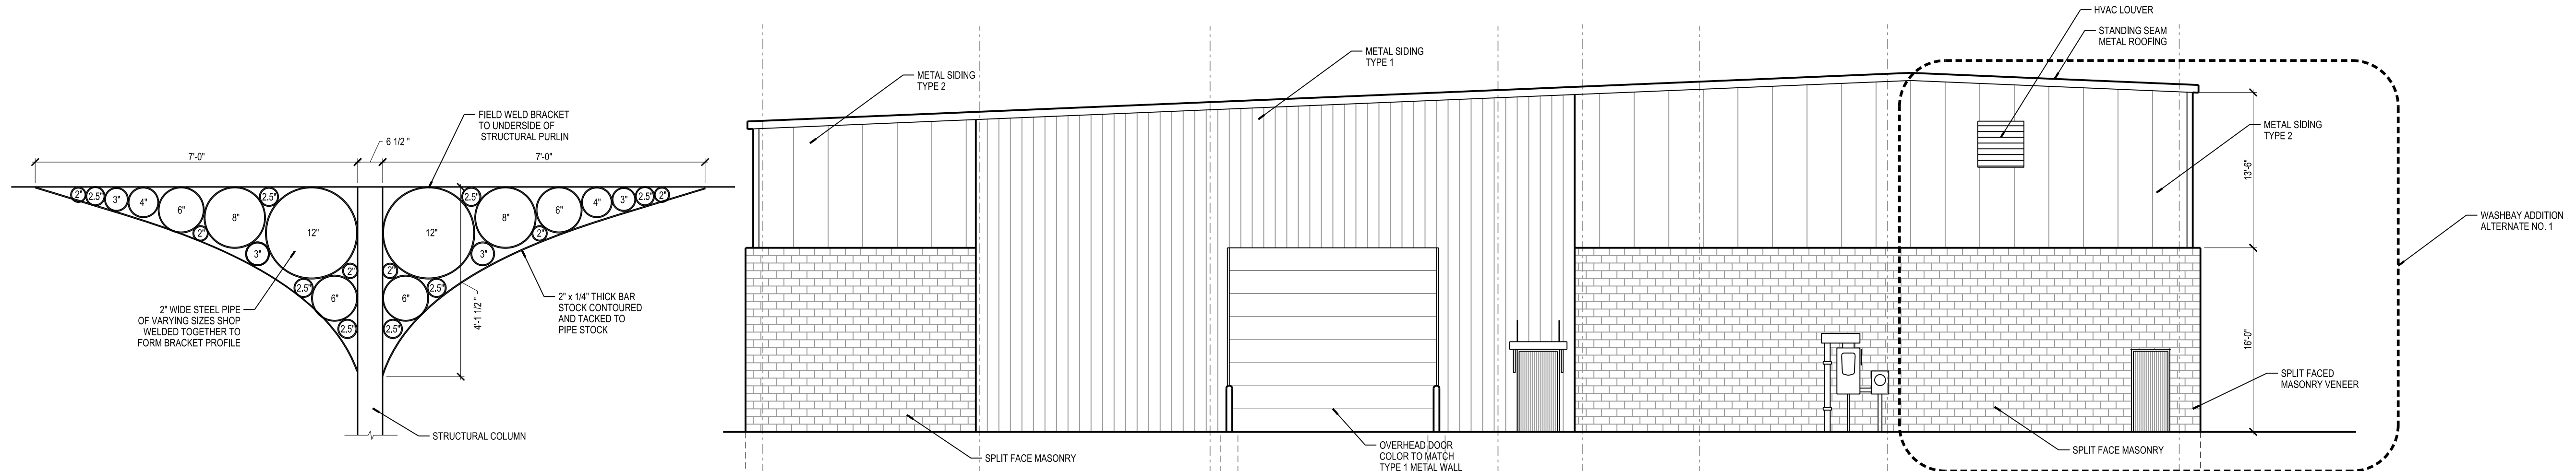 FIELD WELD BRACKET
TO UNDERSIDE OF
STRUCTURAL PURLIN
6 1/2 "
7'-0"
7'-0"
2"
2.5"
3"
4"
6"
8"
2.5"
12"
2"
3"
2"
2.5"
6"
2.5"
12"
2.5"
8"
6"
4"
3"
2.5"
2"
2"
3"
2"
6"
2.5"
2.5"
4'-1 1/2 "
2" WIDE STEEL PIPE
OF VARYING SIZES SHOP
WELDED TOGETHER TO
FORM BRACKET PROFILE
2" x 1/4" THICK BAR
STOCK CONTOURED
AND TACKED TO
PIPE STOCK
STRUCTURAL COLUMN
METAL SIDING
TYPE 2
METAL SIDING
TYPE 1
HVAC LOUVER
STANDING SEAM
METAL ROOFING
METAL SIDING
TYPE 2
13'-6"
WASHBAY ADDITION
ALTERNATE NO. 1
16'-0"
SPLIT FACED
MASONRY VENEER
SPLIT FACE MASONRY
OVERHEAD DOOR
COLOR TO MATCH
TYPE 1 METAL WALL
SPLIT FACE MASONRY